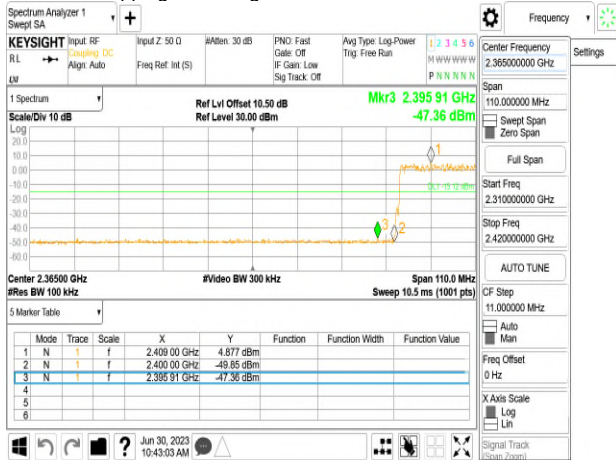 Spectrum Analyzer 1
Swept SA
+
Frequency
KEYSIGHT
Input: RF
Input Z: 50 Ω
#Atten: 30 dB
PNO: Fast
Avg Type: Log-Power
1 2 3 4 5 6
RL
Coupling: DC
Gate: Off
Trig: Free Run
M W W W W W
Align: Auto
Freq Ref: Int (S)
IF Gain: Low
P N N N N N
Sig Track: Off
Center Frequency
2.365000000 GHz
Settings
Span
110.000000 MHz
Swept Span
Zero Span
Full Span
Start Freq
2.310000000 GHz
Stop Freq
2.420000000 GHz
AUTO TUNE
CF Step
11.000000 MHz
Auto
Man
Freq Offset
0 Hz
X Axis Scale
Log
Lin
Signal Track
(Span Zoom)
1 Spectrum
Ref Lvl Offset 10.50 dB
Mkr3 2.395 91 GHz
Scale/Div 10 dB
Ref Level 30.00 dBm
-47.36 dBm
Log
20.0
10.0
0.00
-10.0
-20.0
-30.0
-40.0
-50.0
-60.0
1
3
2
Center 2.36500 GHz
#Video BW 300 kHz
Span 110.0 MHz
#Res BW 100 kHz
Sweep 10.5 ms (1001 pts)
5 Marker Table
Mode Trace Scale X Y Function Function Width Function Value
1 N 1 f 2.409 00 GHz 4.877 dBm
2 N 1 f 2.400 00 GHz -49.85 dBm
3 N 1 f 2.395 91 GHz -47.36 dBm
4
5
6
?
Jun 30, 2023
10:43:03 AM